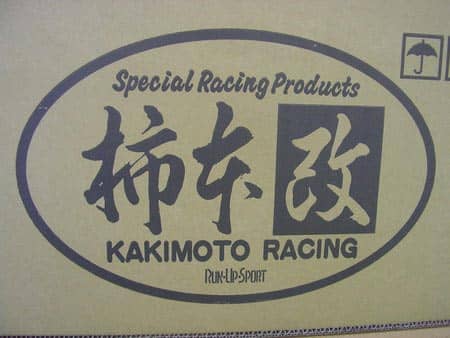 Special Racing Products
柿本改
KAKIMOTO RACING
RUN-UP-SPORT